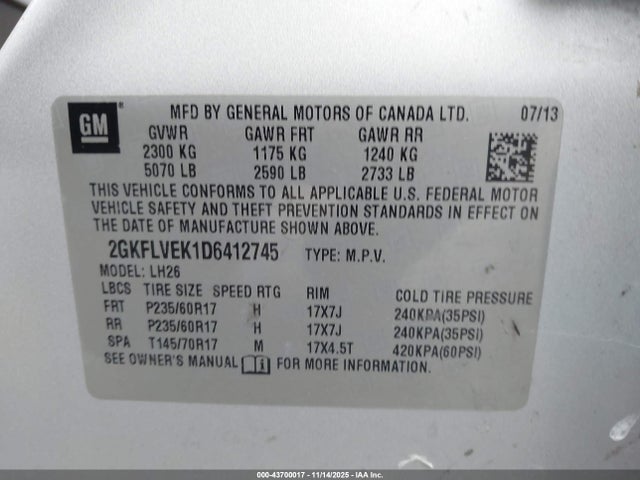 GM
MFD BY GENERAL MOTORS OF CANADA LTD. 07/13
GVWR GAWR FRT GAWR RR
2300 KG 1175 KG 1240 KG
5070 LB 2590 LB 2733 LB
THIS VEHICLE CONFORMS TO ALL APPLICABLE U.S. FEDERAL MOTOR
VEHICLE SAFETY AND THEFT PREVENTION STANDARDS IN EFFECT ON
THE DATE OF MANUFACTURE SHOWN ABOVE.
2GKFLVEK1D6412745 TYPE: M.P.V.
MODEL: LH26
LBCS TIRE SIZE SPEED RTG RIM COLD TIRE PRESSURE
FRT P235/60R17 H 17X7J 240KPA(35PSI)
RR P235/60R17 H 17X7J 240KPA(35PSI)
SPA T145/70R17 M 17X4.5T 420KPA(60PSI)
SEE OWNER'S MANUAL FOR MORE INFORMATION.
000-43700017 - 11/14/2025 - IAAI Inc.